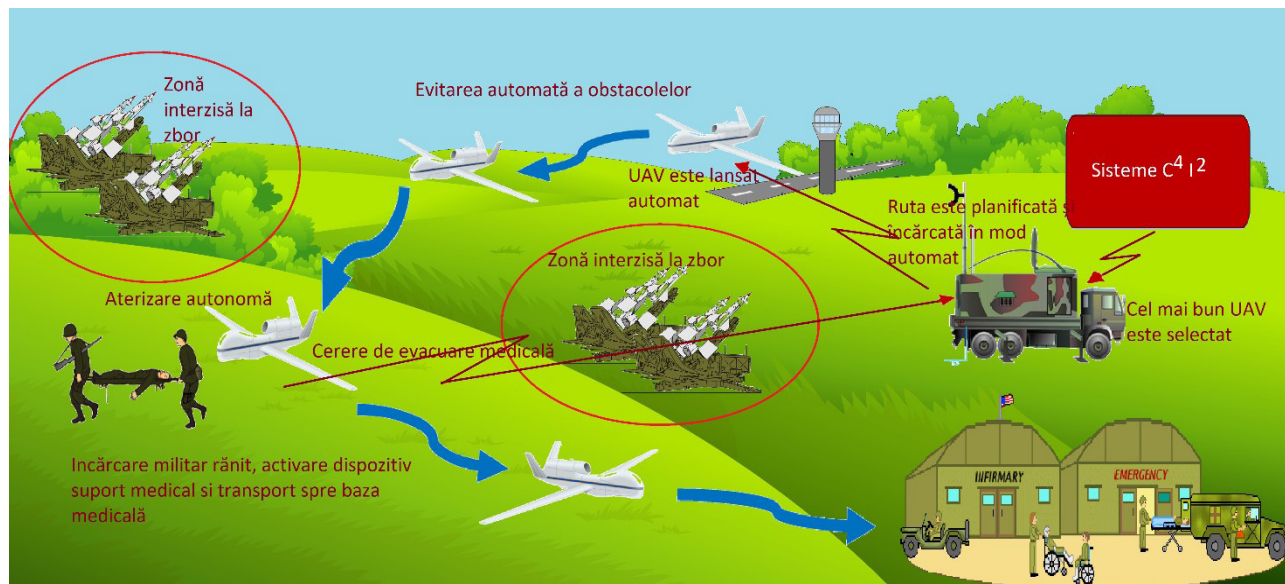 Zonă
interzisă la
zbor
Evitarea automată a obstacolelor
UAV este lansat
automat
Sisteme C⁴ I²
Ruta este planificată și
încărcată în mod
automat
Zonă interzisă la zbor
Cel mai bun UAV
este selectat
Aterizare autonomă
Cerere de evacuare medicală
Incărcare militar rănit, activare dispozitiv
suport medical si transport spre baza
medicală
INFIRMARY
EMERGENCY